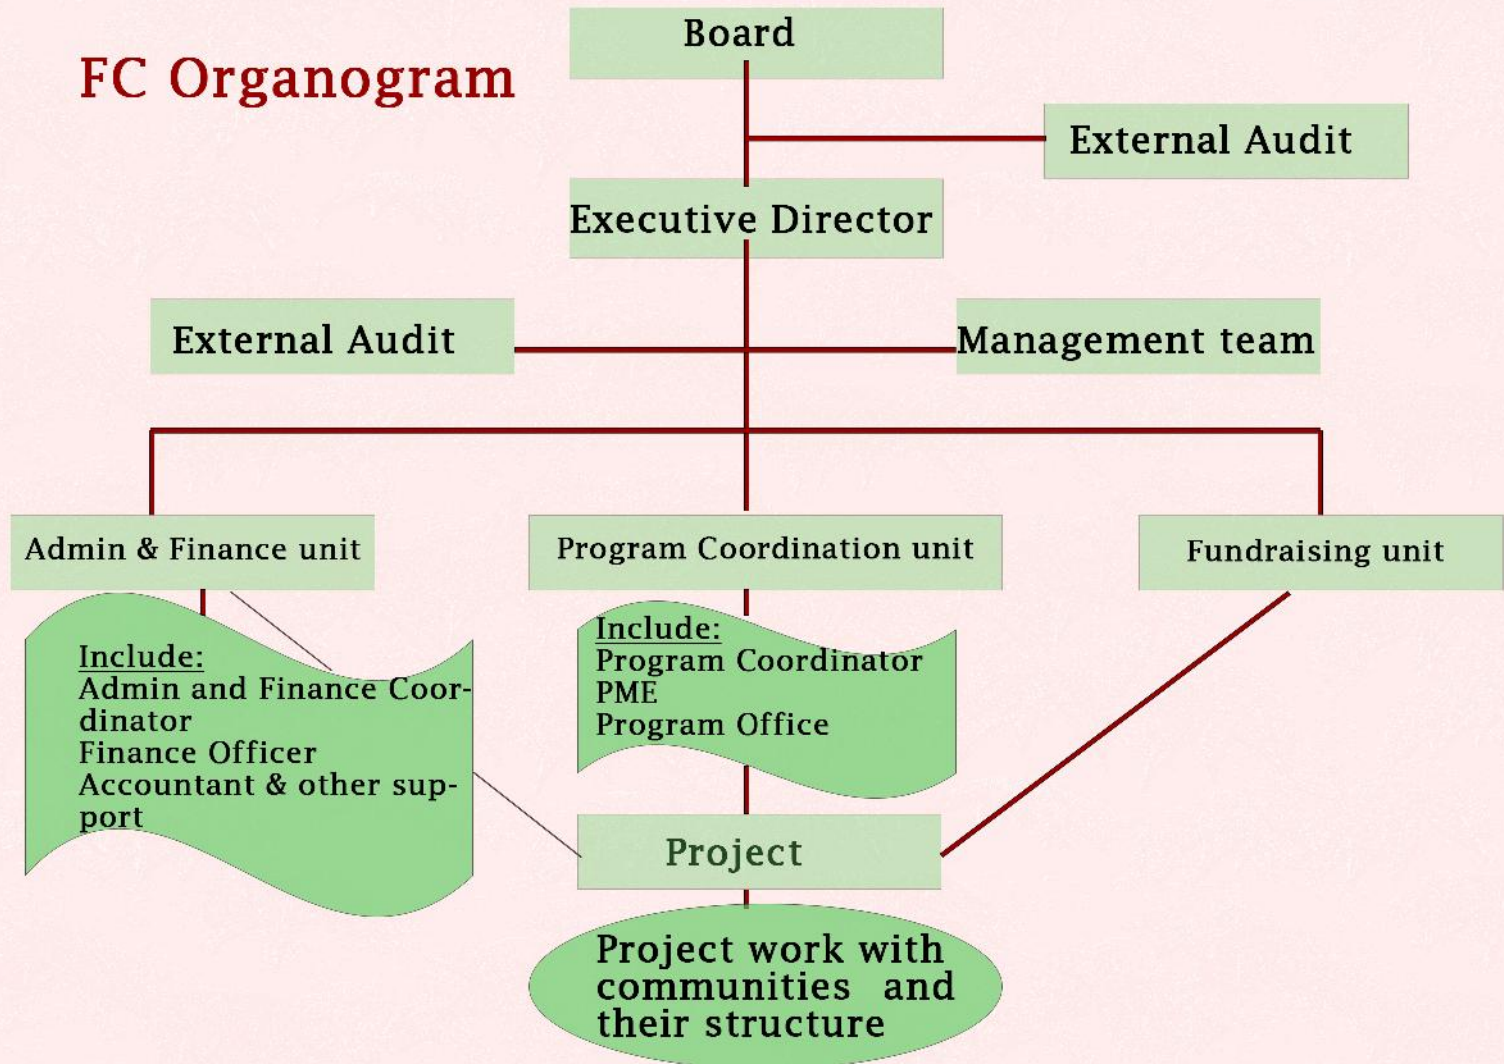 Board
FC Organogram
External Audit
Executive Director
External Audit
Management team
Admin & Finance unit
Program Coordination unit
Fundraising unit
Include:
Admin and Finance Coor-
dinator
Finance Officer
Accountant & other sup-
port
Include:
Program Coordinator
PME
Program Office
Project
Project work with
communities and
their structure